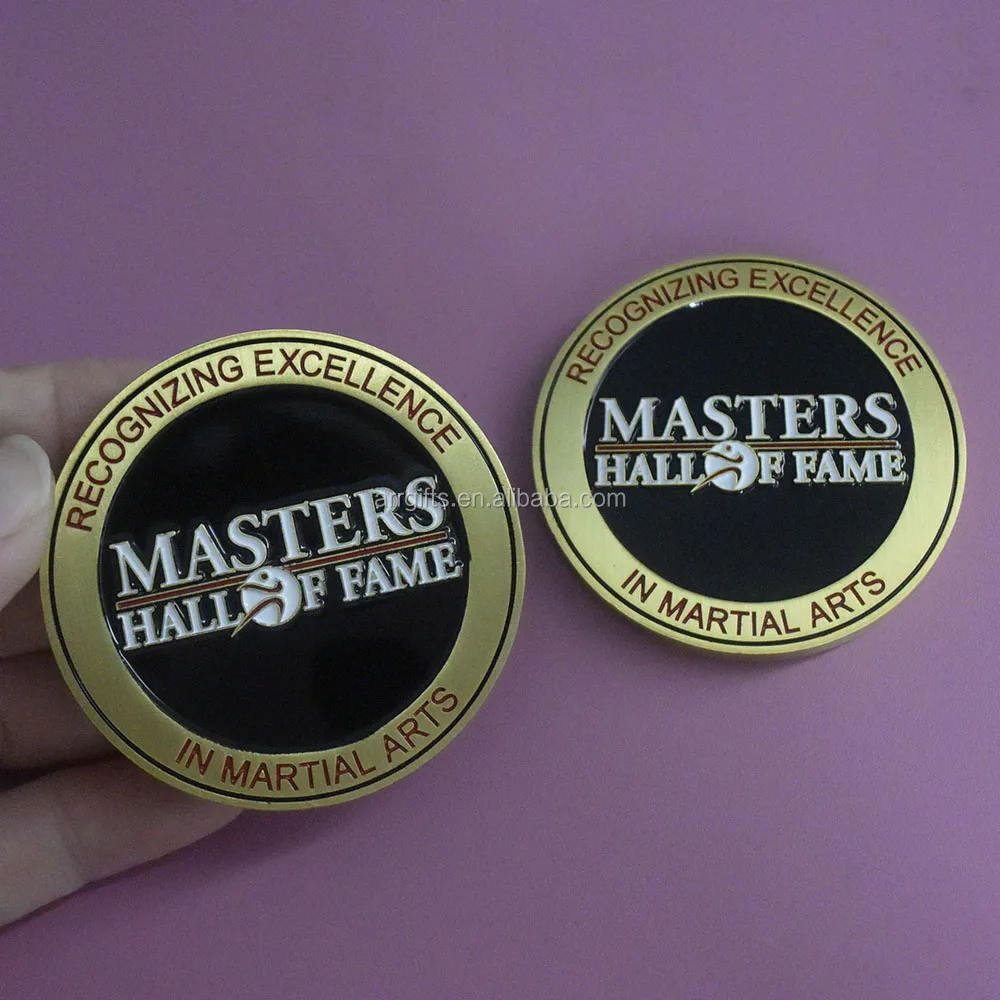 RECOGNIZING EXCELLENCE
MASTERS
HALL OF FAME
IN MARTIAL ARTS
RECOGNIZING EXCELLENCE
MASTERS
HALL OF FAME
IN MARTIAL ARTS
arrgifts.en.alibaba.com